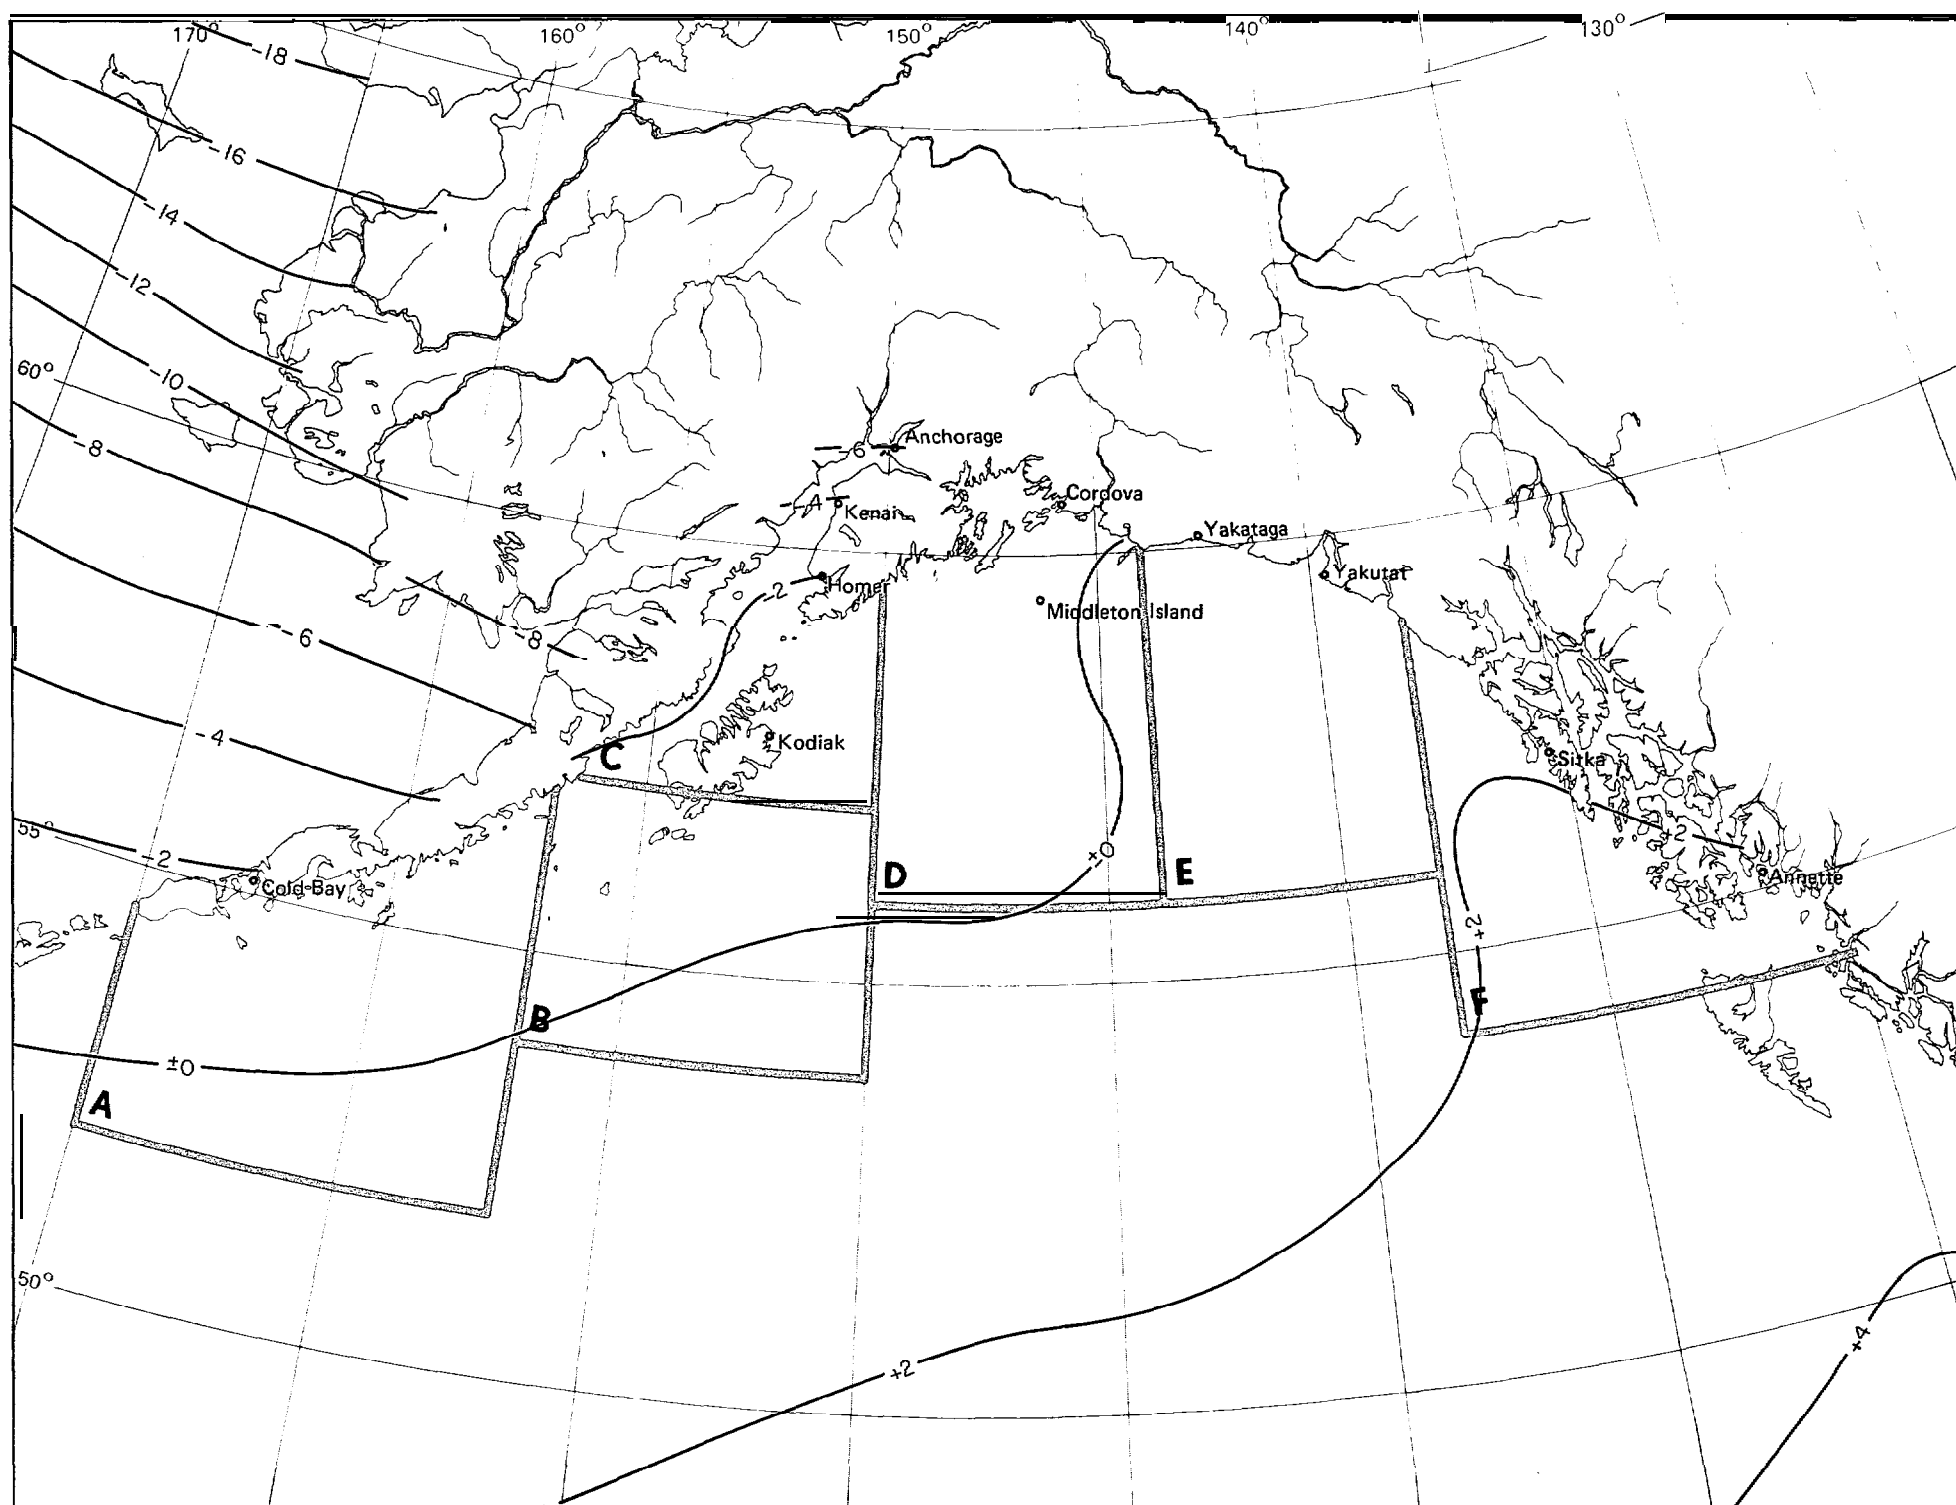 170°
160°
150°
140°
130°
-18
-16
-14
-12
-10
-8
-6
-4
-2
±0
60°
55°
50°
-8
-6
Anchorage
-4
Kenai
Cordova
Yakataga
-2
Homer
Middleton Island
Yakutat
Kodiak
Sitka
+2
Annette
Cold Bay
±0
+2
+2
+4
A
B
C
D
E
F